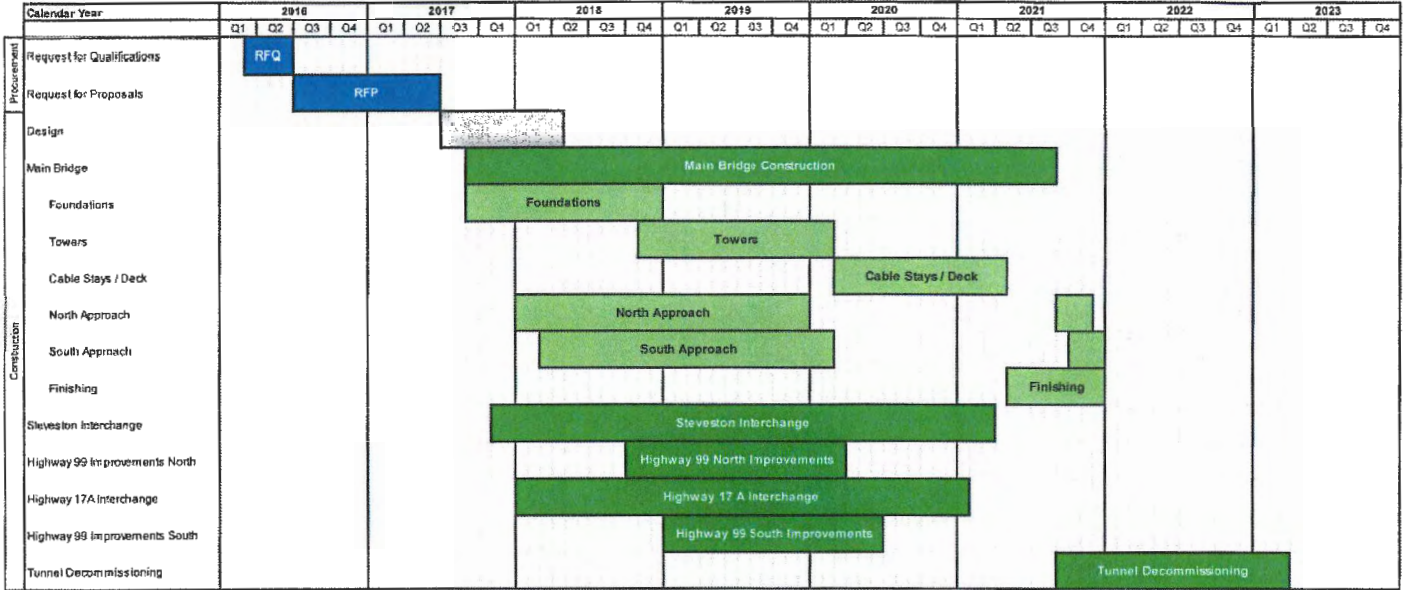 Calendar Year 2016 2017 2018 2019 2020 2021 2022 2023
Q1 Q2 Q3 Q4 Q1 Q2 Q3 Q4 Q1 Q2 Q3 Q4 Q1 Q2 Q3 Q4 Q1 Q2 Q3 Q4 Q1 Q2 Q3 Q4 Q1 Q2 Q3 Q4 Q1 Q2 Q3 Q4
Procurement
Request for Qualifications RFQ
Request for Proposals RFP
Construction
Design
Main Bridge Main Bridge Construction
Foundations Foundations
Towers Towers
Cable Stays / Deck Cable Stays / Deck
North Approach North Approach
South Approach South Approach
Finishing Finishing
Steveston Interchange Steveston Interchange
Highway 99 Improvements North Highway 99 North Improvements
Highway 17A Interchange Highway 17 A Interchange
Highway 99 Improvements South Highway 99 South Improvements
Tunnel Decommissioning Tunnel Decommissioning